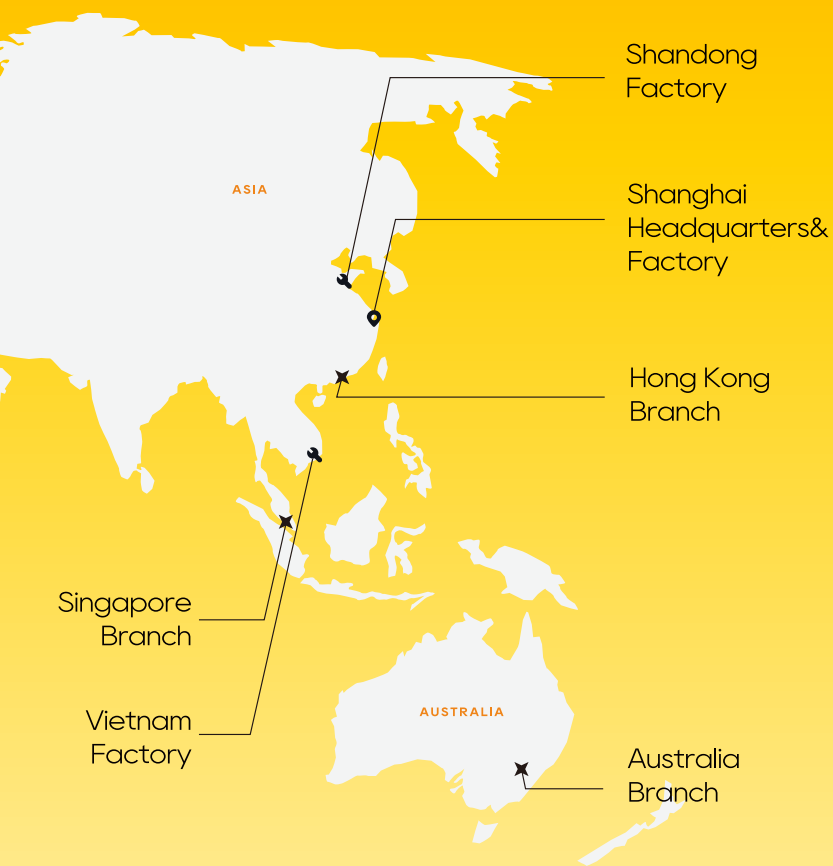 Shandong
Factory
ASIA
Shanghai
Headquarters&
Factory
Hong Kong
Branch
Singapore
Branch
Vietnam
Factory
AUSTRALIA
Australia
Branch